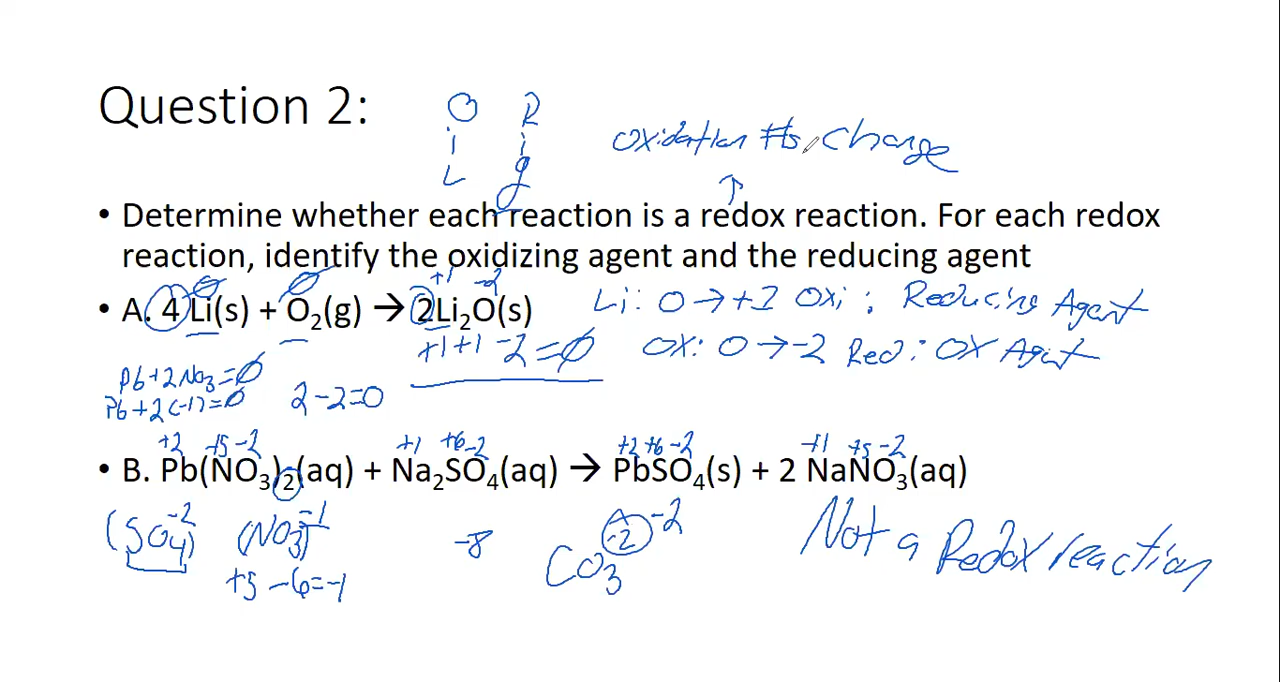 Question 2:
O R
i i
L g
Oxidation #s, change
↑
• Determine whether each reaction is a redox reaction. For each redox
reaction, identify the oxidizing agent and the reducing agent
0 0 +1 -2
• A. 4 Li(s) + O₂(g) → 2Li₂O(s)
Li: 0 → +1 Oxi; Reducing Agent
+1+1-2=0
OX: 0 → -2 Red: OX Agent
Pb+2NO₃=0
Pb+2(-1)=0
2-2=0
+2 +5-2 +1 +6-2 +2+6-2 +1 +5-2
• B. Pb(NO₃)₂(aq) + Na₂SO₄(aq) → PbSO₄(s) + 2 NaNO₃(aq)
(SO₄)⁻² (NO₃)⁻¹ -8 CO₃⁻² -2
+5 -6=-1
Not a Redox reaction